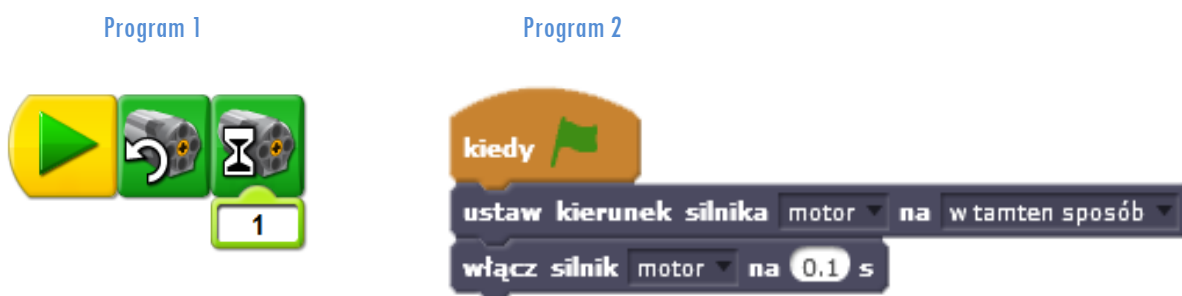 Program 1
Program 2
1
kiedy
ustaw kierunek silnika motor na w tamten sposób
włącz silnik motor na 0.1 s